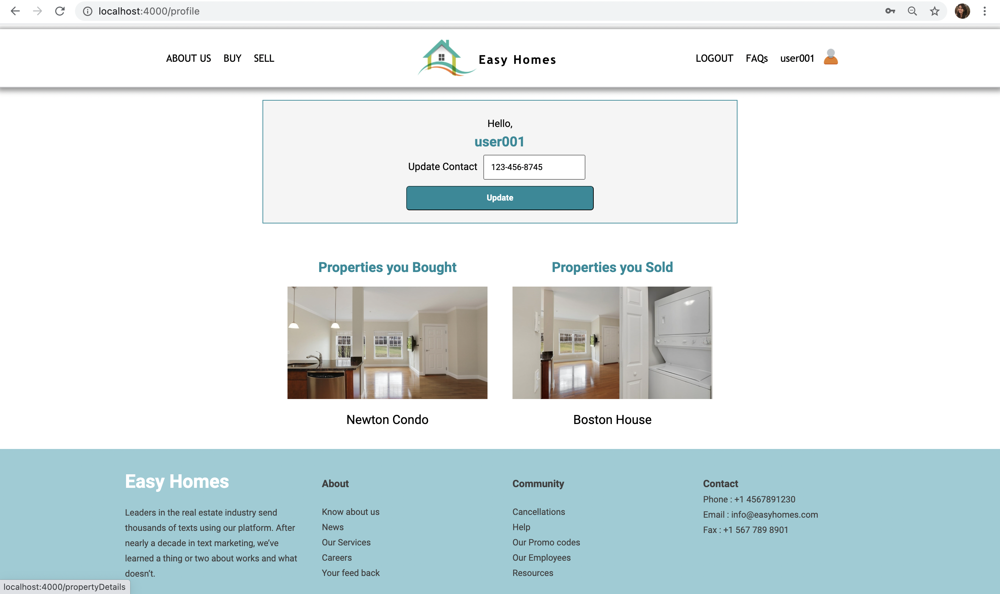 localhost:4000/profile
ABOUT US BUY SELL
Easy Homes
LOGOUT FAQs user001
Hello,
user001
Update Contact 123-456-8745
Update
Properties you Bought
Properties you Sold
Newton Condo
Boston House
Easy Homes
Leaders in the real estate industry send
thousands of texts using our platform. After
nearly a decade in text marketing, we’ve
learned a thing or two about works and what
doesn’t.
About
Know about us
News
Our Services
Careers
Your feed back
Community
Cancellations
Help
Our Promo codes
Our Employees
Resources
Contact
Phone : +1 4567891230
Email : info@easyhomes.com
Fax : +1 567 789 8901
localhost:4000/propertyDetails